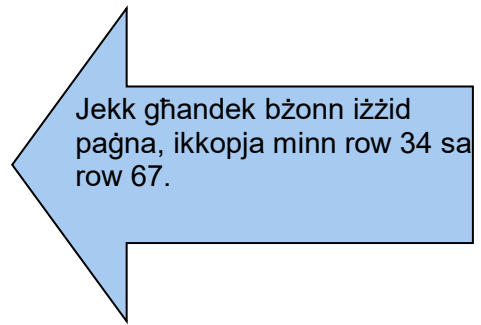 Jekk għandek bżonn iżżid
paġna, ikkopja minn row 34 sa
row 67.